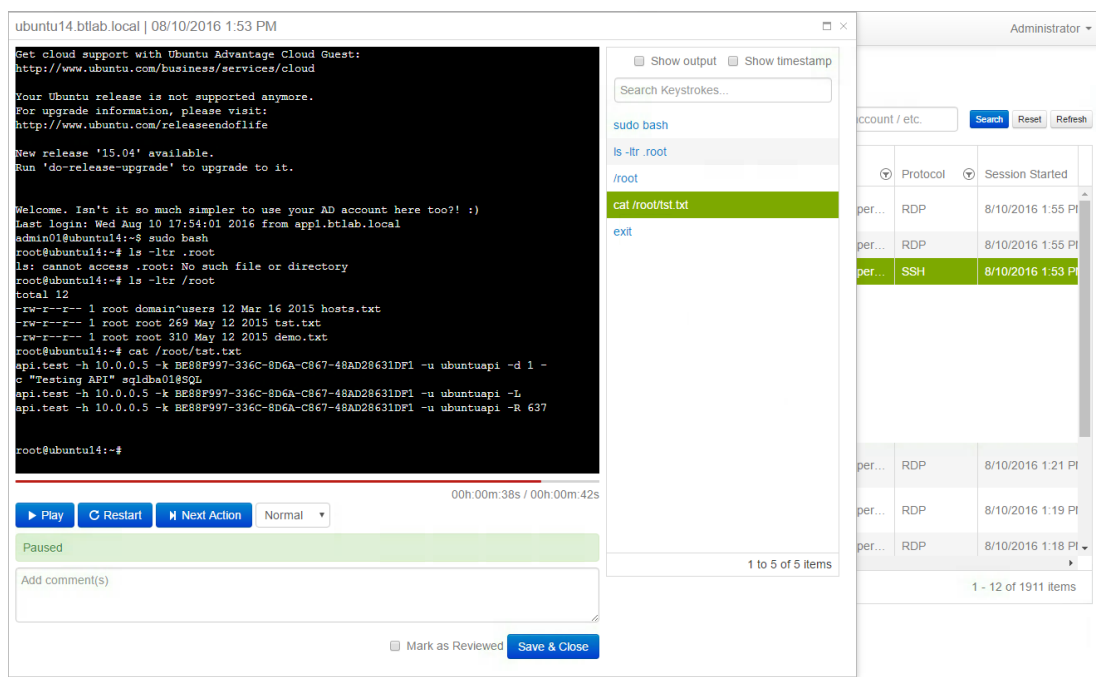 ubuntu14.btlab.local | 08/10/2016 1:53 PM
Get cloud support with Ubuntu Advantage Cloud Guest:
http://www.ubuntu.com/business/services/cloud
Your Ubuntu release is not supported anymore.
For upgrade information, please visit:
http://www.ubuntu.com/releaseendoflife
New release '15.04' available.
Run 'do-release-upgrade' to upgrade to it.
Welcome. Isn't it so much simpler to use your AD account here too?! :)
Last login: Wed Aug 10 17:54:01 2016 from app1.btlab.local
admin01@ubuntu14:~$ sudo bash
root@ubuntu14:~# ls -ltr .root
ls: cannot access .root: No such file or directory
root@ubuntu14:~# ls -ltr /root
total 12
-rw-r--r-- 1 root domain^users 12 Mar 16 2015 hosts.txt
-rw-r--r-- 1 root root 269 May 12 2015 tst.txt
-rw-r--r-- 1 root root 310 May 12 2015 demo.txt
root@ubuntu14:~# cat /root/tst.txt
api.test -h 10.0.0.5 -k BE88F997-336C-8D6A-C867-48AD28631DF1 -u ubuntuapi -d 1 -
c "Testing API" sqldba01@SQL
api.test -h 10.0.0.5 -k BE88F997-336C-8D6A-C867-48AD28631DF1 -u ubuntuapi -L
api.test -h 10.0.0.5 -k BE88F997-336C-8D6A-C867-48AD28631DF1 -u ubuntuapi -R 637
root@ubuntu14:~#
00h:00m:38s / 00h:00m:42s
Play Restart Next Action Normal
Paused
Add comment(s)
Mark as Reviewed Save & Close
Show output Show timestamp
Search Keystrokes...
sudo bash
ls -ltr .root
/root
cat /root/tst.txt
exit
1 to 5 of 5 items
Administrator
account / etc. Search Reset Refresh
Protocol Session Started
per... RDP 8/10/2016 1:55 P
per... RDP 8/10/2016 1:55 P
per... SSH 8/10/2016 1:53 P
per... RDP 8/10/2016 1:21 P
per... RDP 8/10/2016 1:19 P
per... RDP 8/10/2016 1:18 P
1 - 12 of 1911 items